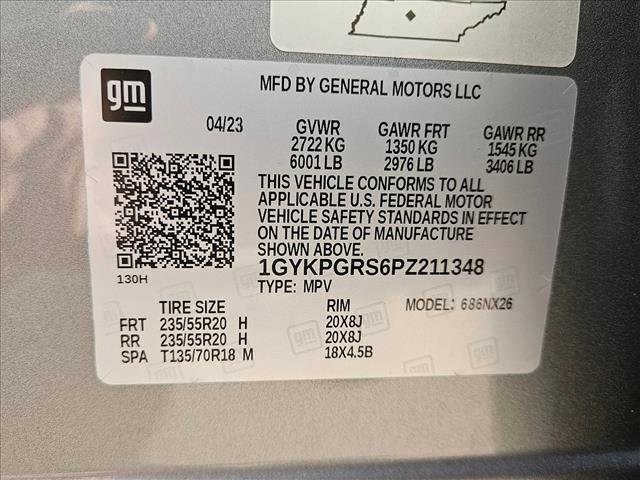 gm
MFD BY GENERAL MOTORS LLC
04/23 GVWR GAWR FRT GAWR RR
2722 KG 1350 KG 1545 KG
6001 LB 2976 LB 3406 LB
THIS VEHICLE CONFORMS TO ALL
APPLICABLE U.S. FEDERAL MOTOR
VEHICLE SAFETY STANDARDS IN EFFECT
ON THE DATE OF MANUFACTURE
SHOWN ABOVE.
1GYKPGRS6PZ211348
130H
TYPE: MPV
TIRE SIZE RIM MODEL: 686NX26
FRT 235/55R20 H 20X8J
RR 235/55R20 H 20X8J
SPA T135/70R18 M 18X4.5B